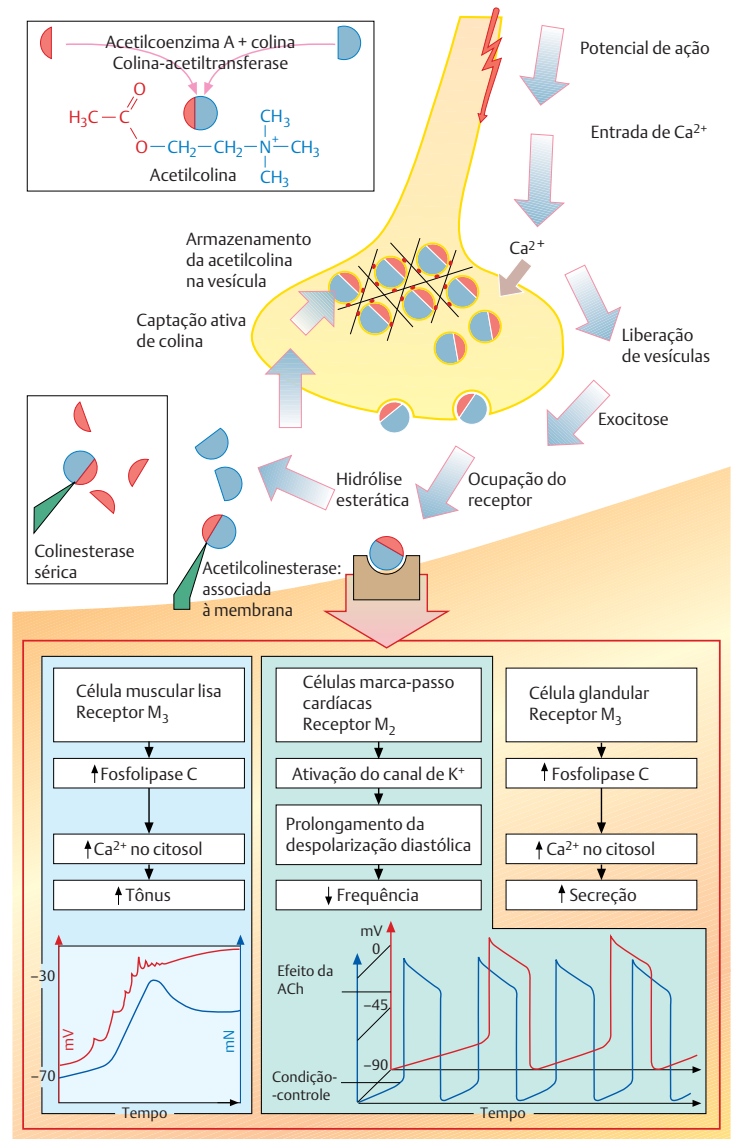 Acetilcoenzima A + colina
Colina-acetiltransferase
O
H₃C—C
O—CH₂—CH₂—N⁺—CH₃
CH₃
CH₃
Acetilcolina
Potencial de ação
Entrada de Ca²⁺
Ca²⁺
Armazenamento
da acetilcolina
na vesícula
Captação ativa
de colina
Liberação
de vesículas
Exocitose
Ocupação do
receptor
Hidrólise
esterática
Colinesterase
sérica
Acetilcolinesterase:
associada
à membrana
Célula muscular lisa
Receptor M₃
Fosfolipase C
Ca²⁺ no citosol
Tônus
−30
−70
mV
mN
Tempo
Células marca-passo
cardíacas
Receptor M₂
Ativação do canal de K⁺
Prolongamento da
despolarização diastólica
Frequência
mV
0
Efeito da
ACh
−45
−90
Condição-
-controle
Tempo
Célula glandular
Receptor M₃
Fosfolipase C
Ca²⁺ no citosol
Secreção